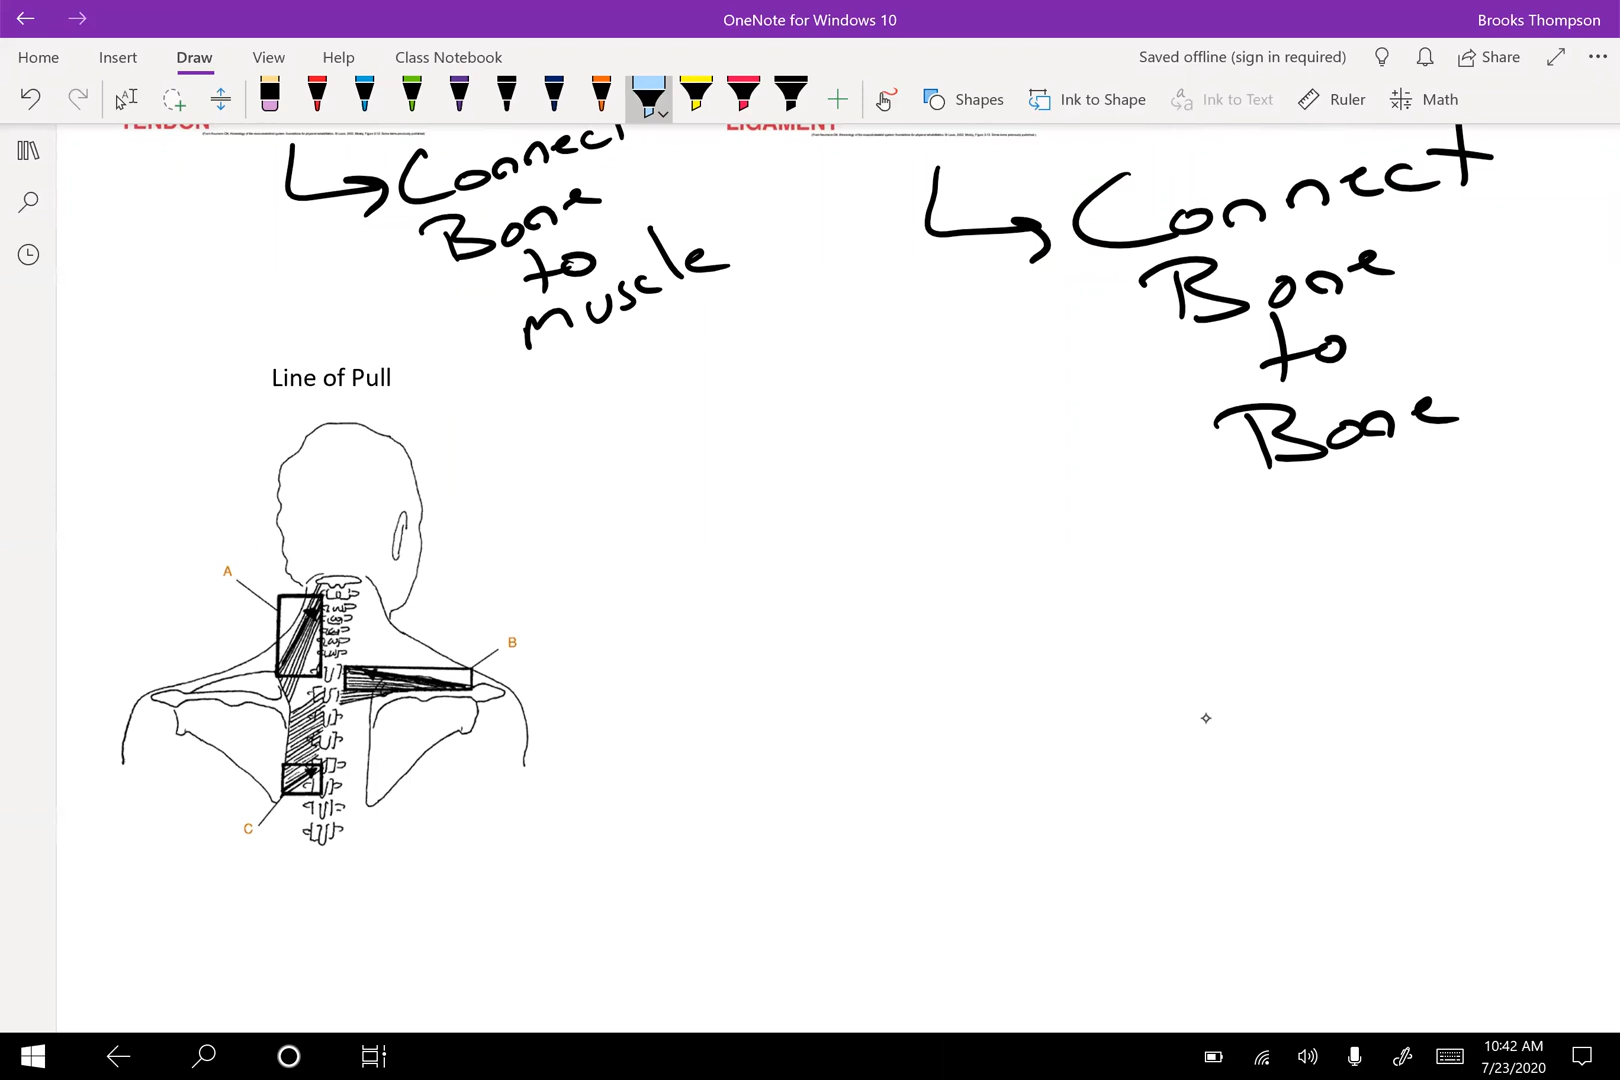 OneNote for Windows 10
Brooks Thompson
Home Insert Draw View Help Class Notebook
Saved offline (sign in required) Share
Shapes Ink to Shape Ink to Text Ruler Math
TENDON
LIGAMENT
Connect
Bone
to
muscle
Connect
Bone
to
Bone
Line of Pull
A
B
C
10:42 AM
7/23/2020